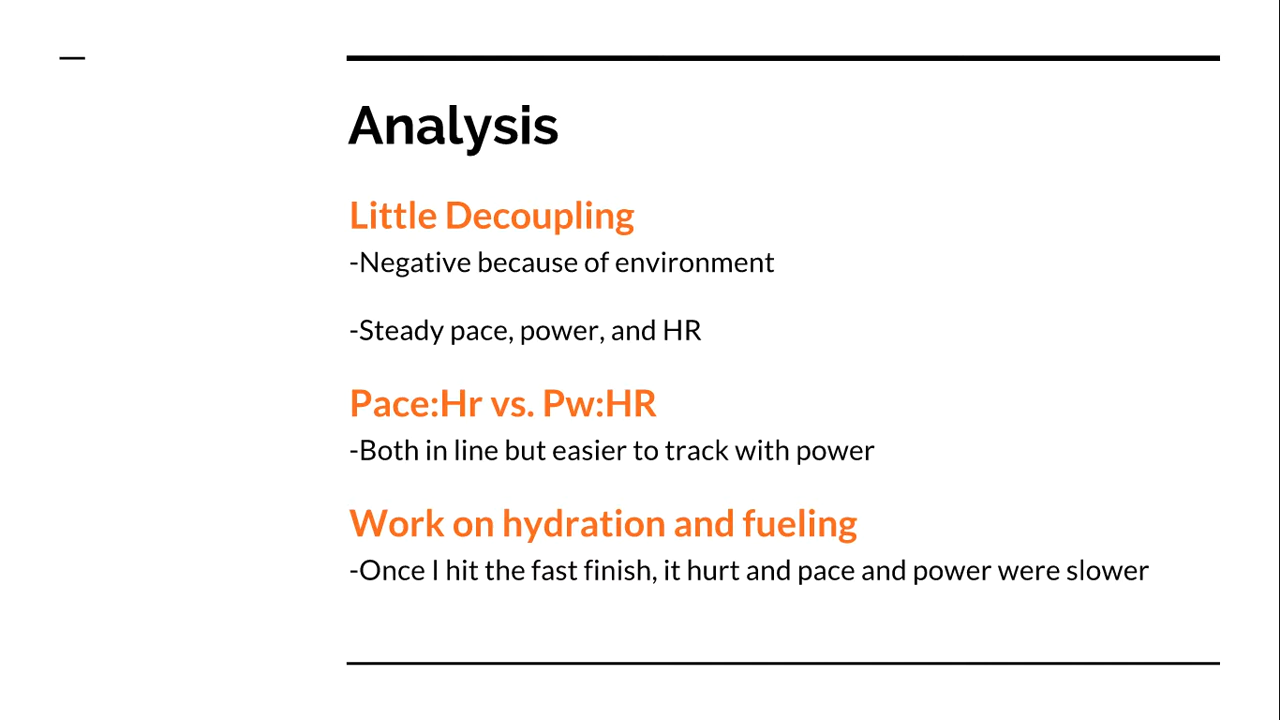 Analysis
Little Decoupling
-Negative because of environment
-Steady pace, power, and HR
Pace:Hr vs. Pw:HR
-Both in line but easier to track with power
Work on hydration and fueling
-Once I hit the fast finish, it hurt and pace and power were slower